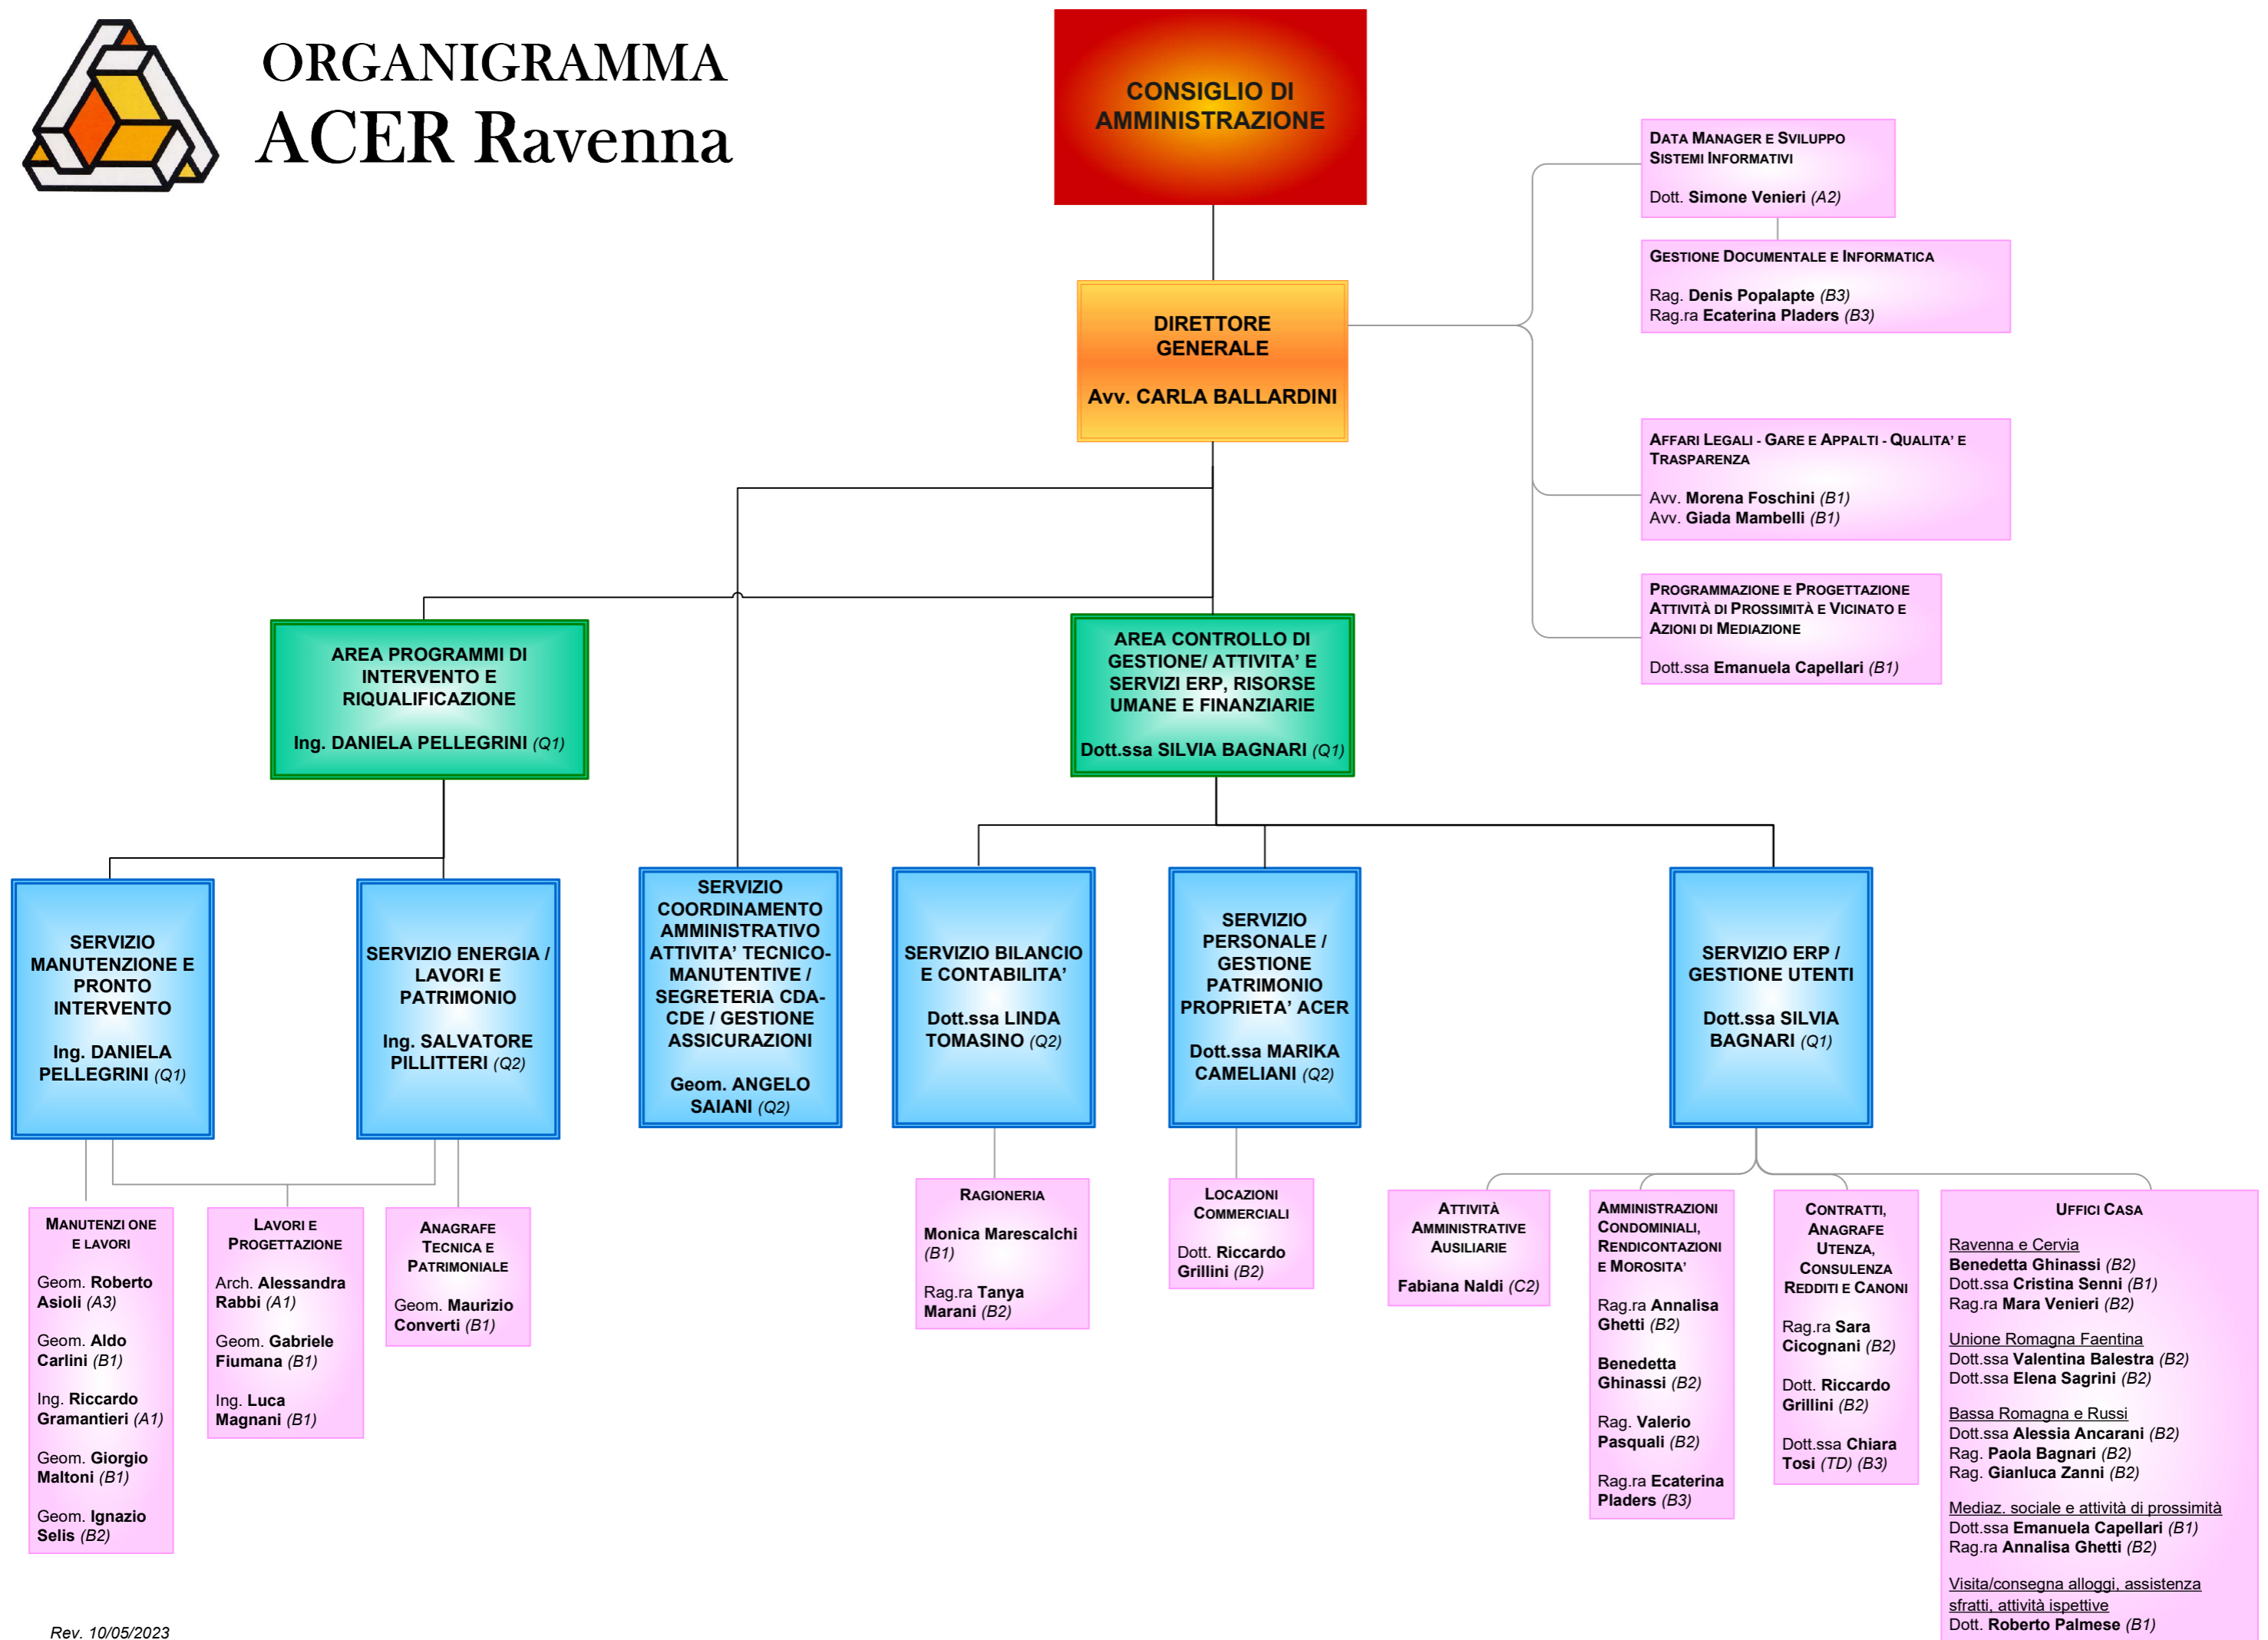 ORGANIGRAMMA
ACER Ravenna
CONSIGLIO DI
AMMINISTRAZIONE
DIRETTORE
GENERALE
Avv. CARLA BALLARDINI
DATA MANAGER E SVILUPPO
SISTEMI INFORMATIVI
Dott. Simone Venieri (A2)
GESTIONE DOCUMENTALE E INFORMATICA
Rag. Denis Popalapte (B3)
Rag.ra Ecaterina Pladers (B3)
AFFARI LEGALI - GARE E APPALTI - QUALITA' E
TRASPARENZA
Avv. Morena Foschini (B1)
Avv. Giada Mambelli (B1)
PROGRAMMAZIONE E PROGETTAZIONE
ATTIVITÀ DI PROSSIMITÀ E VICINATO E
AZIONI DI MEDIAZIONE
Dott.ssa Emanuela Capellari (B1)
AREA PROGRAMMI DI
INTERVENTO E
RIQUALIFICAZIONE
Ing. DANIELA PELLEGRINI (Q1)
AREA CONTROLLO DI
GESTIONE/ ATTIVITA' E
SERVIZI ERP, RISORSE
UMANE E FINANZIARIE
Dott.ssa SILVIA BAGNARI (Q1)
SERVIZIO
MANUTENZIONE E
PRONTO
INTERVENTO
Ing. DANIELA
PELLEGRINI (Q1)
SERVIZIO ENERGIA /
LAVORI E
PATRIMONIO
Ing. SALVATORE
PILLITTERI (Q2)
SERVIZIO
COORDINAMENTO
AMMINISTRATIVO
ATTIVITA' TECNICO-
MANUTENTIVE /
SEGRETERIA CDA-
CDE / GESTIONE
ASSICURAZIONI
Geom. ANGELO
SAIANI (Q2)
SERVIZIO BILANCIO
E CONTABILITA'
Dott.ssa LINDA
TOMASINO (Q2)
SERVIZIO
PERSONALE /
GESTIONE
PATRIMONIO
PROPRIETA' ACER
Dott.ssa MARIKA
CAMELIANI (Q2)
SERVIZIO ERP /
GESTIONE UTENTI
Dott.ssa SILVIA
BAGNARI (Q1)
MANUTENZI ONE
E LAVORI
Geom. Roberto
Asioli (A3)
Geom. Aldo
Carlini (B1)
Ing. Riccardo
Gramantieri (A1)
Geom. Giorgio
Maltoni (B1)
Geom. Ignazio
Selis (B2)
LAVORI E
PROGETTAZIONE
Arch. Alessandra
Rabbi (A1)
Geom. Gabriele
Fiumana (B1)
Ing. Luca
Magnani (B1)
ANAGRAFE
TECNICA E
PATRIMONIALE
Geom. Maurizio
Converti (B1)
RAGIONERIA
Monica Marescalchi
(B1)
Rag.ra Tanya
Marani (B2)
LOCAZIONI
COMMERCIALI
Dott. Riccardo
Grillini (B2)
ATTIVITÀ
AMMINISTRATIVE
AUSILIARIE
Fabiana Naldi (C2)
AMMINISTRAZIONI
CONDOMINIALI,
RENDICONTAZIONI
E MOROSITA'
Rag.ra Annalisa
Ghetti (B2)
Benedetta
Ghinassi (B2)
Rag. Valerio
Pasquali (B2)
Rag.ra Ecaterina
Pladers (B3)
CONTRATTI,
ANAGRAFE
UTENZA,
CONSULENZA
REDDITI E CANONI
Rag.ra Sara
Cicognani (B2)
Dott. Riccardo
Grillini (B2)
Dott.ssa Chiara
Tosi (TD) (B3)
UFFICI CASA
Ravenna e Cervia
Benedetta Ghinassi (B2)
Dott.ssa Cristina Senni (B1)
Rag.ra Mara Venieri (B2)
Unione Romagna Faentina
Dott.ssa Valentina Balestra (B2)
Dott.ssa Elena Sagrini (B2)
Bassa Romagna e Russi
Dott.ssa Alessia Ancarani (B2)
Rag. Paola Bagnari (B2)
Rag. Gianluca Zanni (B2)
Mediaz. sociale e attività di prossimità
Dott.ssa Emanuela Capellari (B1)
Rag.ra Annalisa Ghetti (B2)
Visita/consegna alloggi, assistenza
sfratti, attività ispettive
Dott. Roberto Palmese (B1)
Rev. 10/05/2023